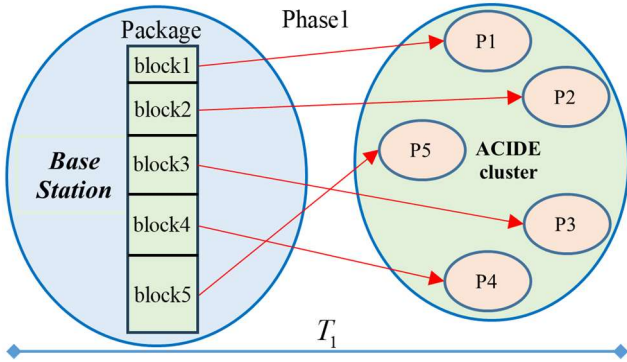 Phase1
Package
block1
block2
block3
block4
block5
Base
Station
P1
P2
P5
ACIDE
cluster
P3
P4
T1